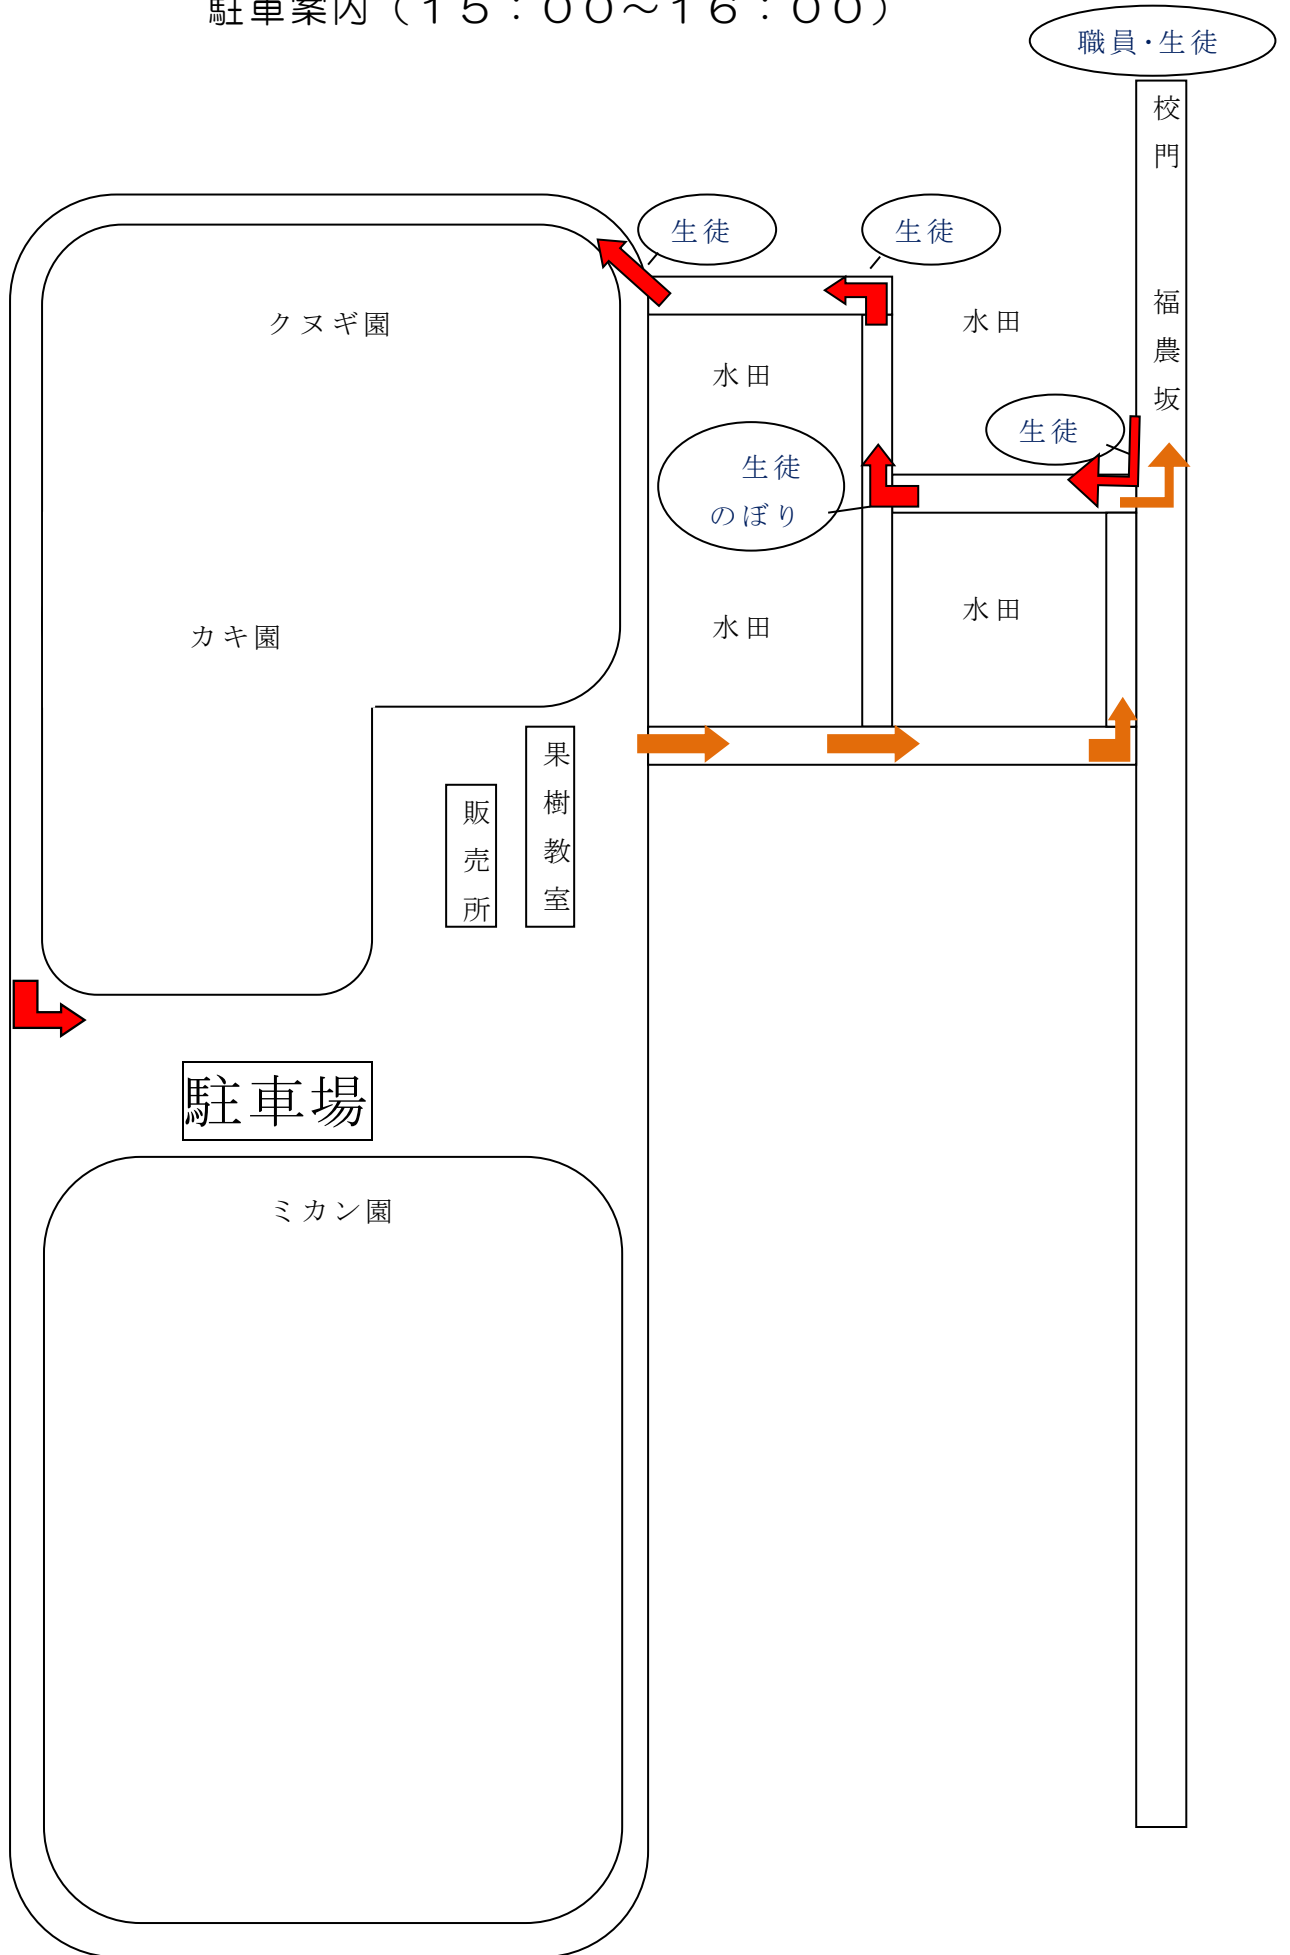 駐車案内（１５：００～１６：００）
職員・生徒
校門
福農坂
生徒
生徒
クヌギ園
水田
水田
生徒
生徒
のぼり
カキ園
水田
水田
果樹教室
販売所
駐車場
ミカン園